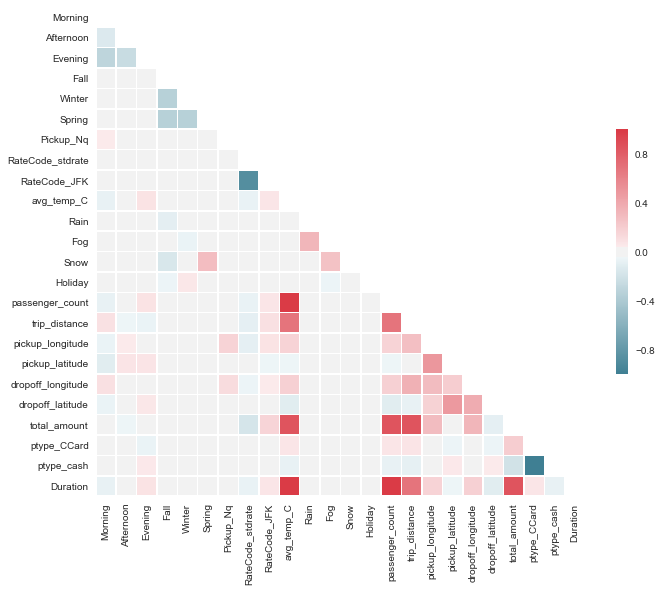 Morning
Afternoon
Evening
Fall
Winter
Spring
Pickup_Nq
RateCode_stdrate
RateCode_JFK
avg_temp_C
Rain
Fog
Snow
Holiday
passenger_count
trip_distance
pickup_longitude
pickup_latitude
dropoff_longitude
dropoff_latitude
total_amount
ptype_CCard
ptype_cash
Duration
Morning
Afternoon
Evening
Fall
Winter
Spring
Pickup_Nq
RateCode_stdrate
RateCode_JFK
avg_temp_C
Rain
Fog
Snow
Holiday
passenger_count
trip_distance
pickup_longitude
pickup_latitude
dropoff_longitude
dropoff_latitude
total_amount
ptype_CCard
ptype_cash
Duration
0.8
0.4
0.0
−0.4
−0.8